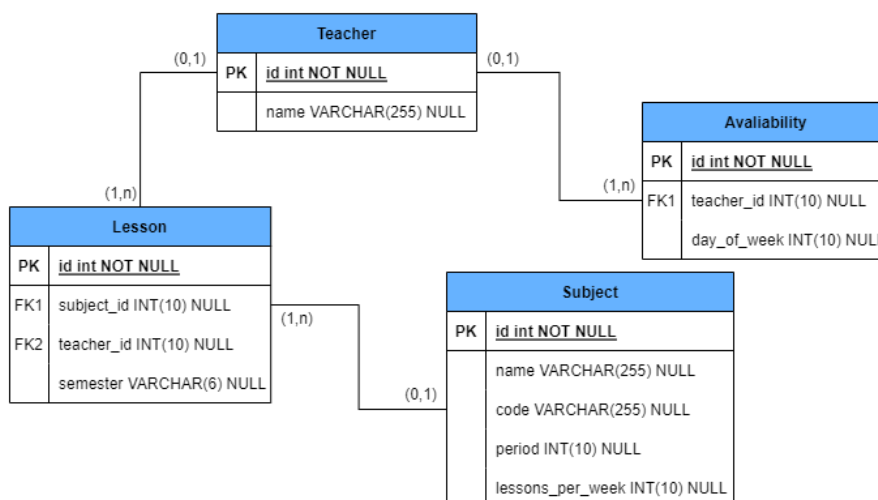 Teacher
PK id int NOT NULL
name VARCHAR(255) NULL
(0,1)
(0,1)
(1,n)
(1,n)
Avaliability
PK id int NOT NULL
FK1 teacher_id INT(10) NULL
day_of_week INT(10) NULL
Lesson
PK id int NOT NULL
FK1 subject_id INT(10) NULL
FK2 teacher_id INT(10) NULL
semester VARCHAR(6) NULL
(1,n)
(0,1)
Subject
PK id int NOT NULL
name VARCHAR(255) NULL
code VARCHAR(255) NULL
period INT(10) NULL
lessons_per_week INT(10) NULL